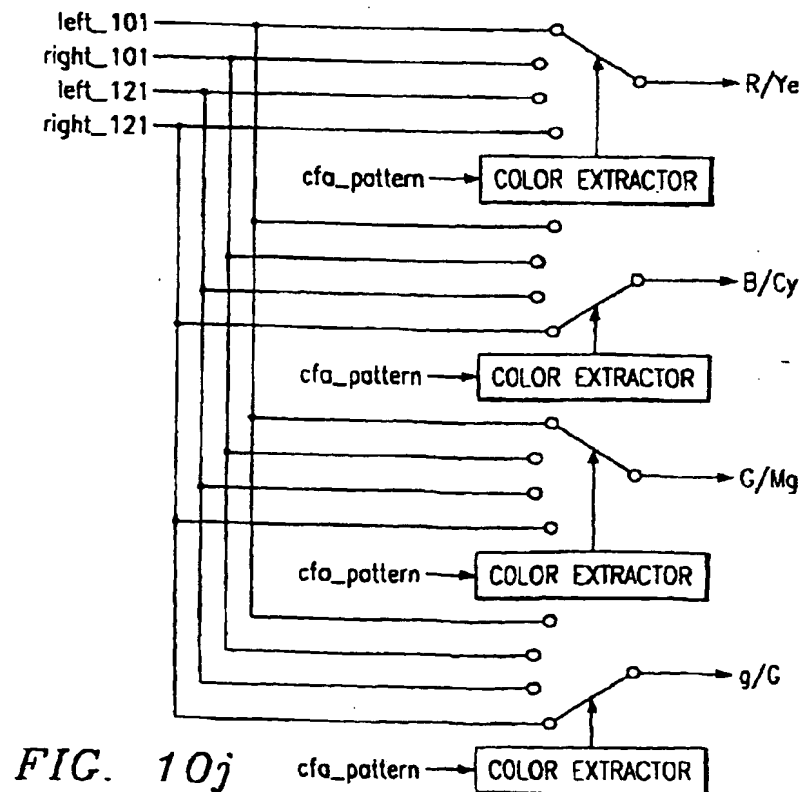 left_101
right_101
left_121
right_121
R/Ye
cfa_pattern
COLOR EXTRACTOR
B/Cy
cfa_pattern
COLOR EXTRACTOR
G/Mg
cfa_pattern
COLOR EXTRACTOR
g/G
FIG. 10j
cfa_pattern
COLOR EXTRACTOR